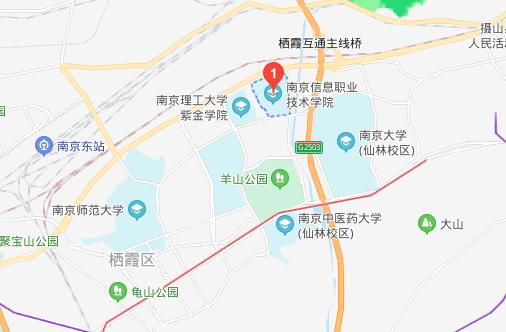 摄山
栖霞互通主线桥
人民活
1
南京信息职业
技术学院
南京理工大学
紫金学院
南京东站
G2503
南京大学
(仙林校区)
羊山公园
南京师范大学
南京中医药大学
(仙林校区)
大山
聚宝山公园
栖霞区
龟山公园